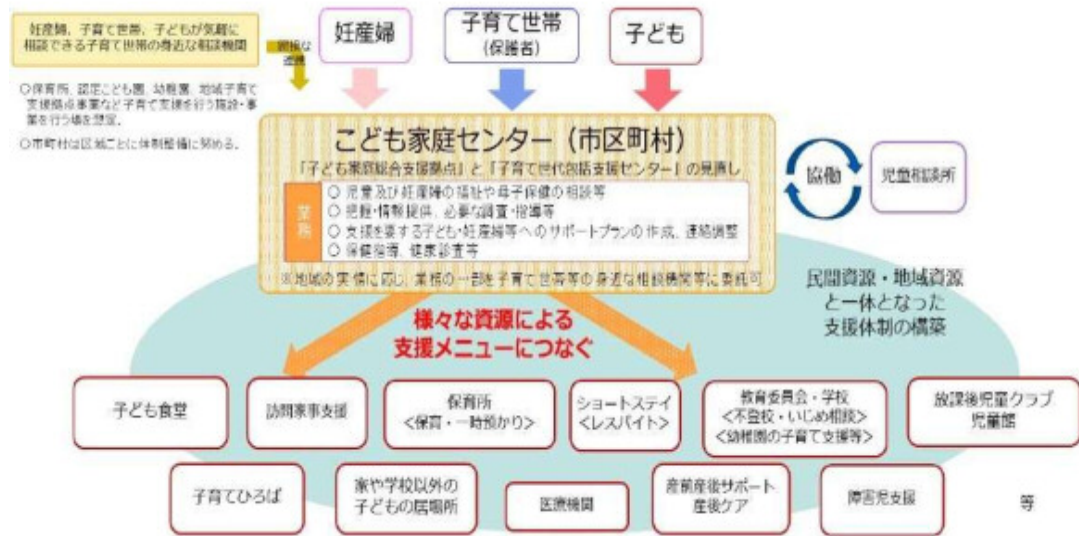 妊産婦、子育て世帯、子どもが気軽に
相談できる子育て世帯の身近な相談機関
○保育所、認定こども園、幼稚園、地域子育て
支援拠点事業など子育て支援を行う施設・事
業を行う場を想定。
○市町村は区域ごとに体制整備に努める。
密接な
連携
妊産婦
子育て世帯
(保護者)
子ども
こども家庭センター（市区町村）
「子ども家庭総合支援拠点」と「子育て世代包括支援センター」の見直し
業務
○ 児童及び妊産婦の福祉や母子保健の相談等
○ 把握・情報提供、必要な調査・指導等
○ 支援を要する子ども・妊産婦等へのサポートプランの作成、連絡調整
○ 保健指導、健康診査等
※地域の実情に応じ、業務の一部を子育て世帯等の身近な相談機関等に委託可
協働
児童相談所
民間資源・地域資源
と一体となった
支援体制の構築
様々な資源による
支援メニューにつなぐ
子ども食堂
訪問家事支援
保育所
<保育・一時預かり>
ショートステイ
<レスパイト>
教育委員会・学校
<不登校・いじめ相談>
<幼稚園の子育て支援等>
放課後児童クラブ
児童館
子育てひろば
家や学校以外の
子どもの居場所
医療機関
産前産後サポート
産後ケア
障害児支援
等